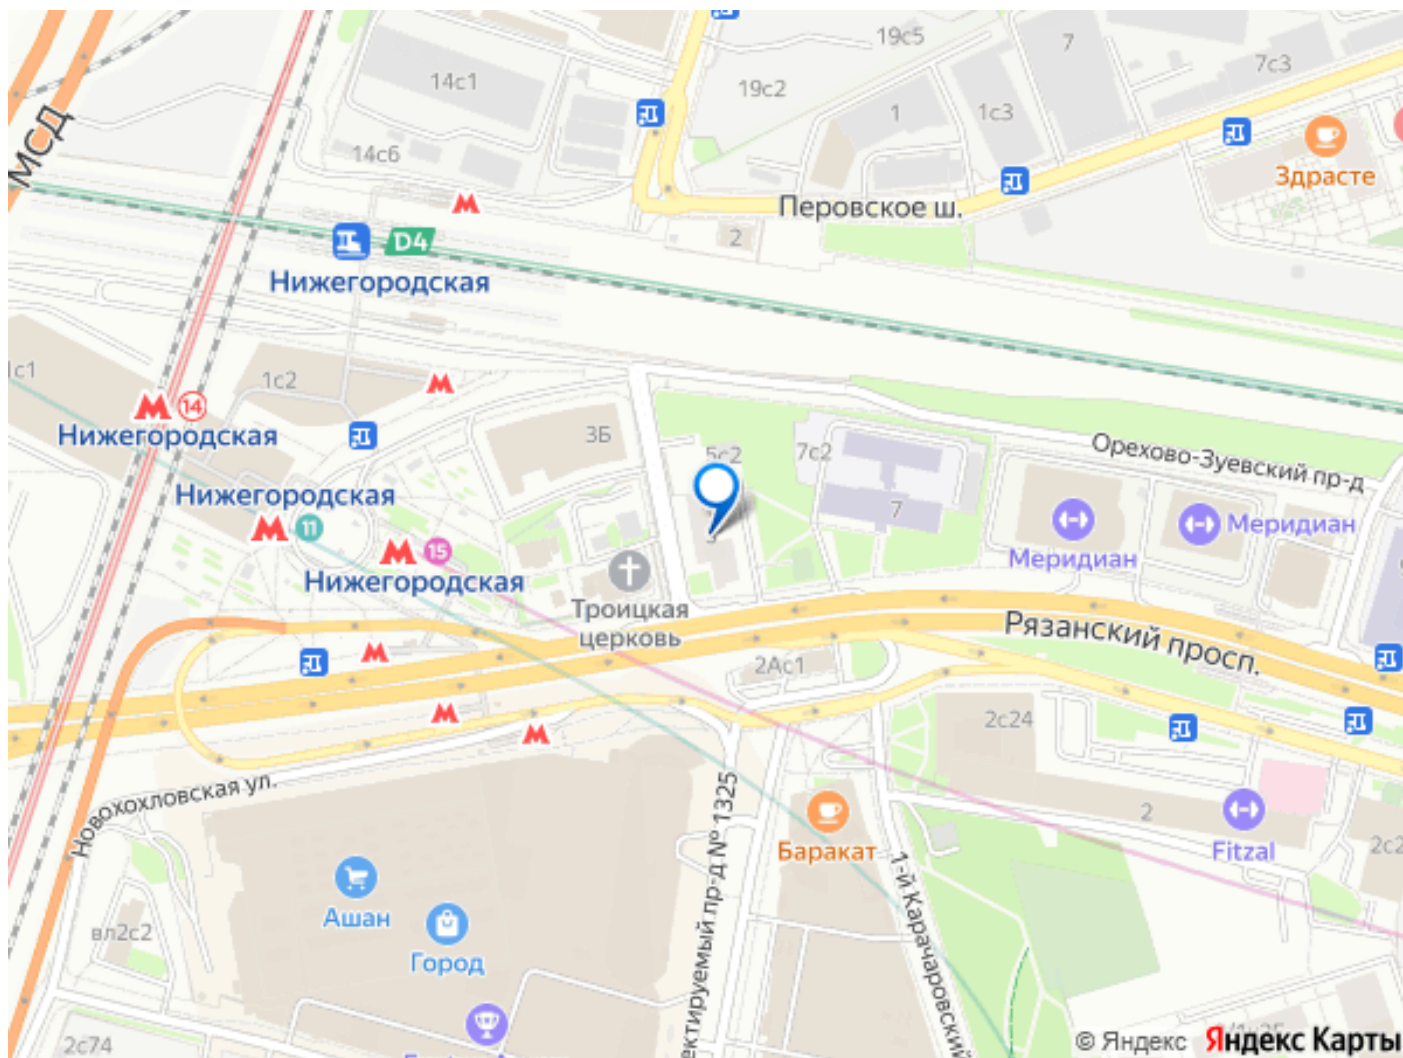 19с5
7
7с3
14с1
19с2
1
1с3
МСД
14с6
Здрасте
Перовское ш.
2
D4
Нижегородская
1с1
1с2
14
Нижегородская
3Б
5с2
7с2
Орехово-Зуевский пр-д
Нижегородская
11
7
Меридиан
Меридиан
15
Нижегородская
Троицкая
церковь
Рязанский просп.
2Ас1
2с24
Новохохловская ул.
2
Fitzal
Баракат
2с2
1-й Карачаровский
ектируемый пр-д № 1325
Ашан
Город
вл2с2
2с74
© Яндекс Яндекс Карты